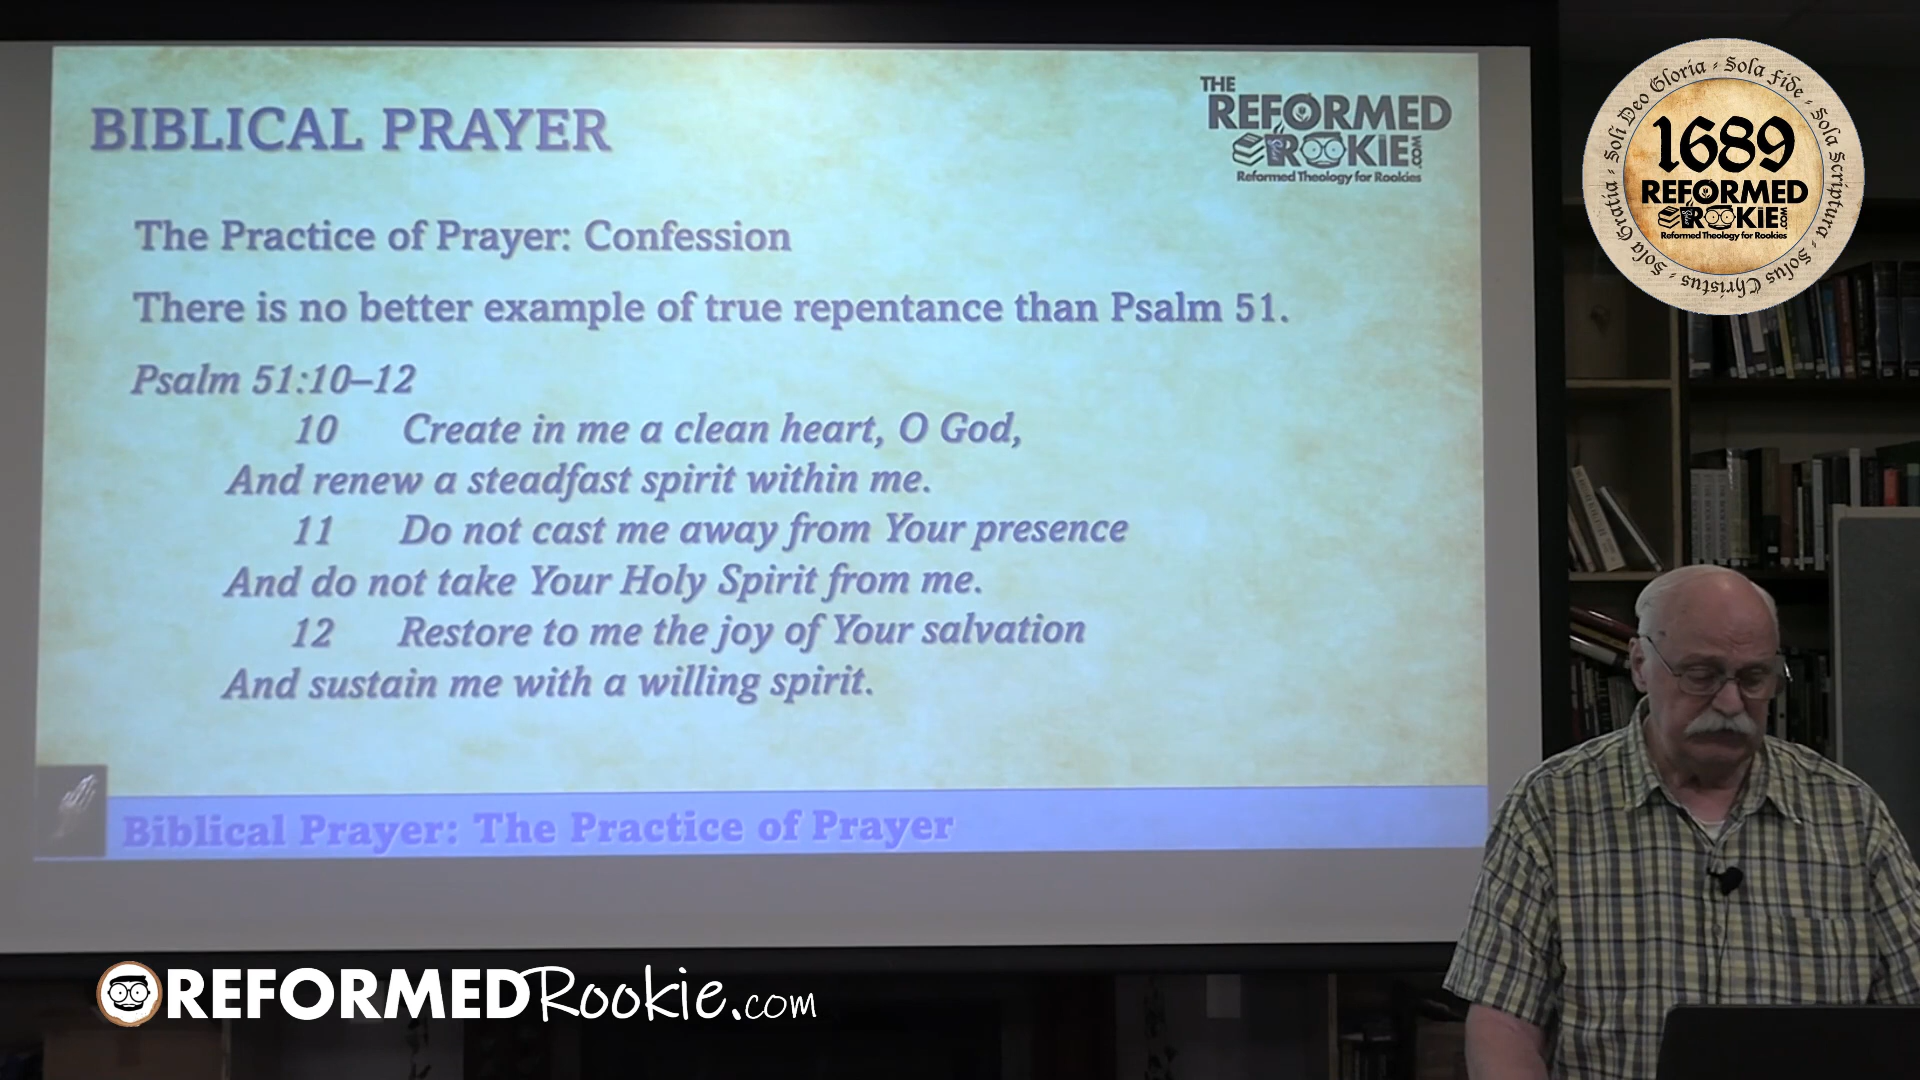 BIBLICAL PRAYER
THE
REFORMED
ROOKIE.COM
Reformed Theology for Rookies
The Practice of Prayer: Confession
There is no better example of true repentance than Psalm 51.
Psalm 51:10–12
10 Create in me a clean heart, O God,
And renew a steadfast spirit within me.
11 Do not cast me away from Your presence
And do not take Your Holy Spirit from me.
12 Restore to me the joy of Your salvation
And sustain me with a willing spirit.
Biblical Prayer: The Practice of Prayer
Soli Deo Gloria - Sola Fide - Sola Scriptura - Solus Christus - Sola Gratia -
1689
REFORMED
ROOKIE.COM
Reformed Theology for Rookies
REFORMEDRookie.com